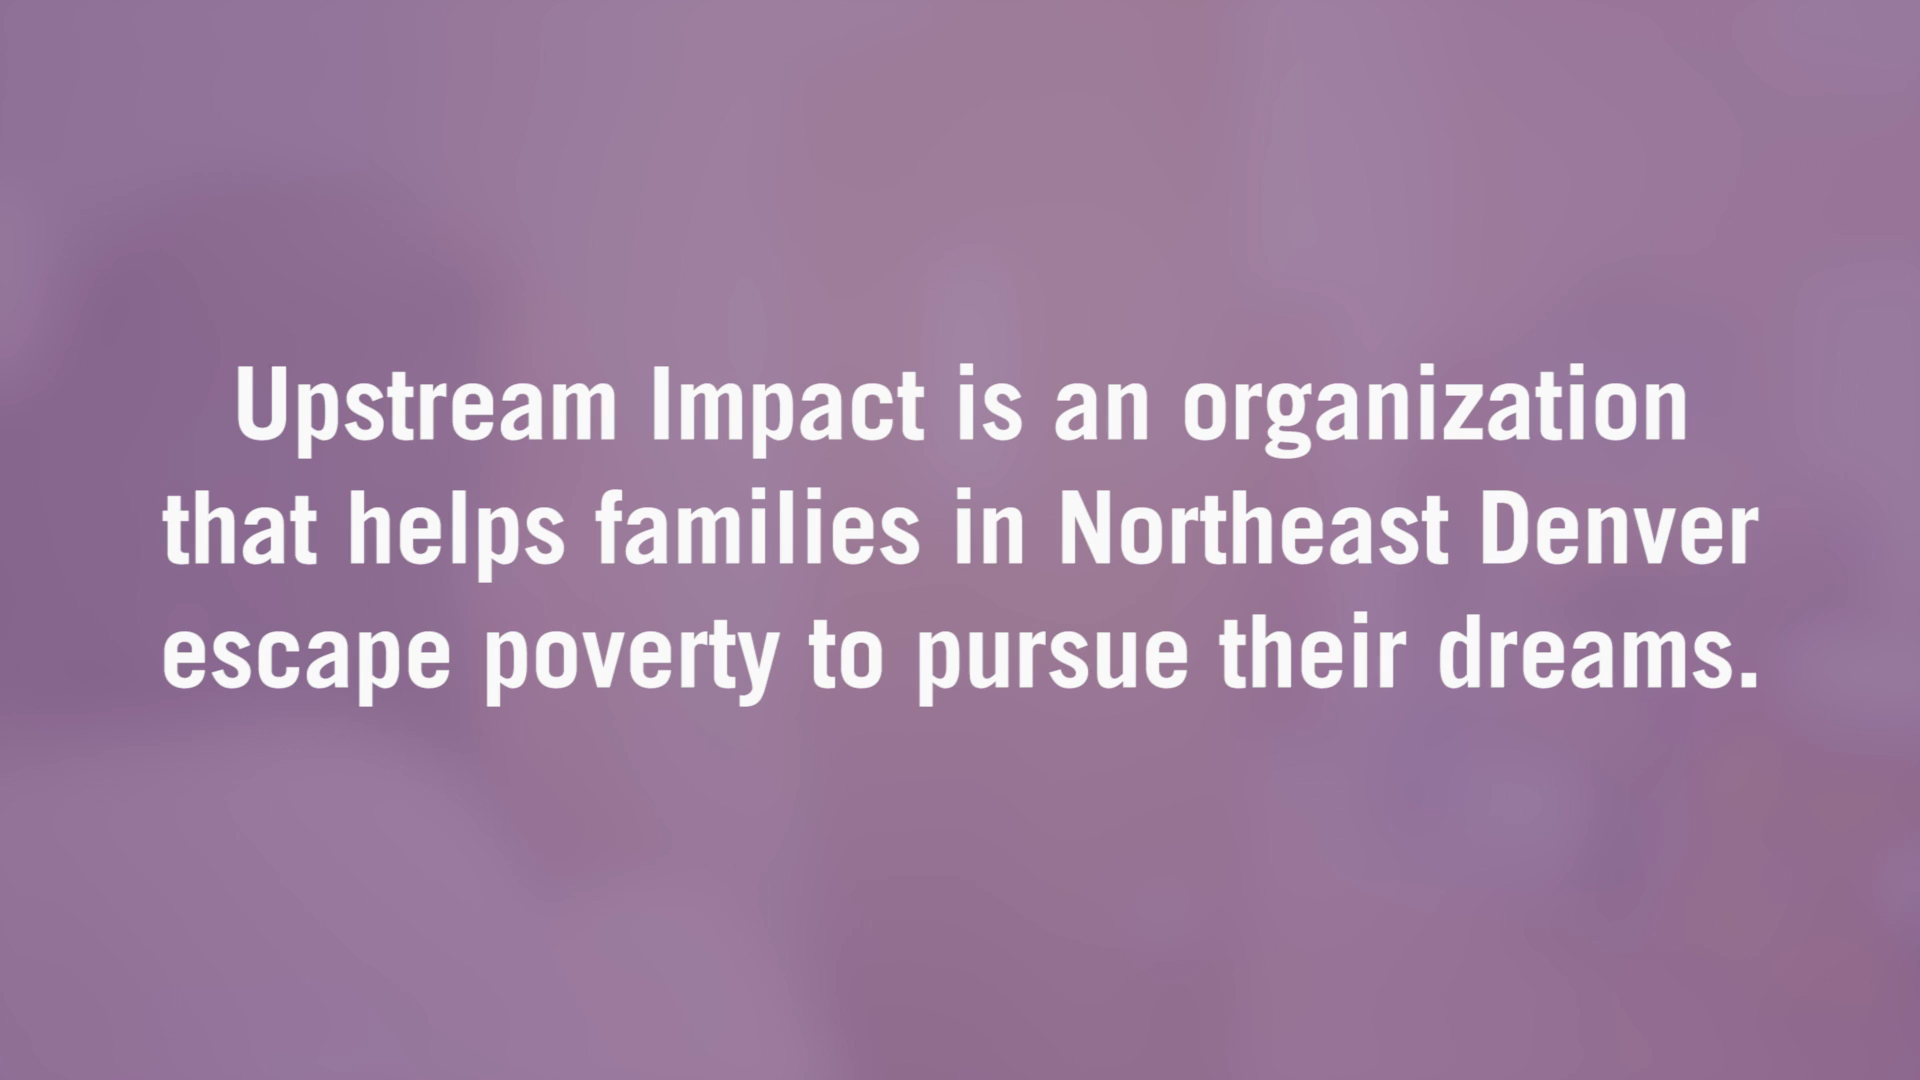 Upstream Impact is an organization
that helps families in Northeast Denver
escape poverty to pursue their dreams.